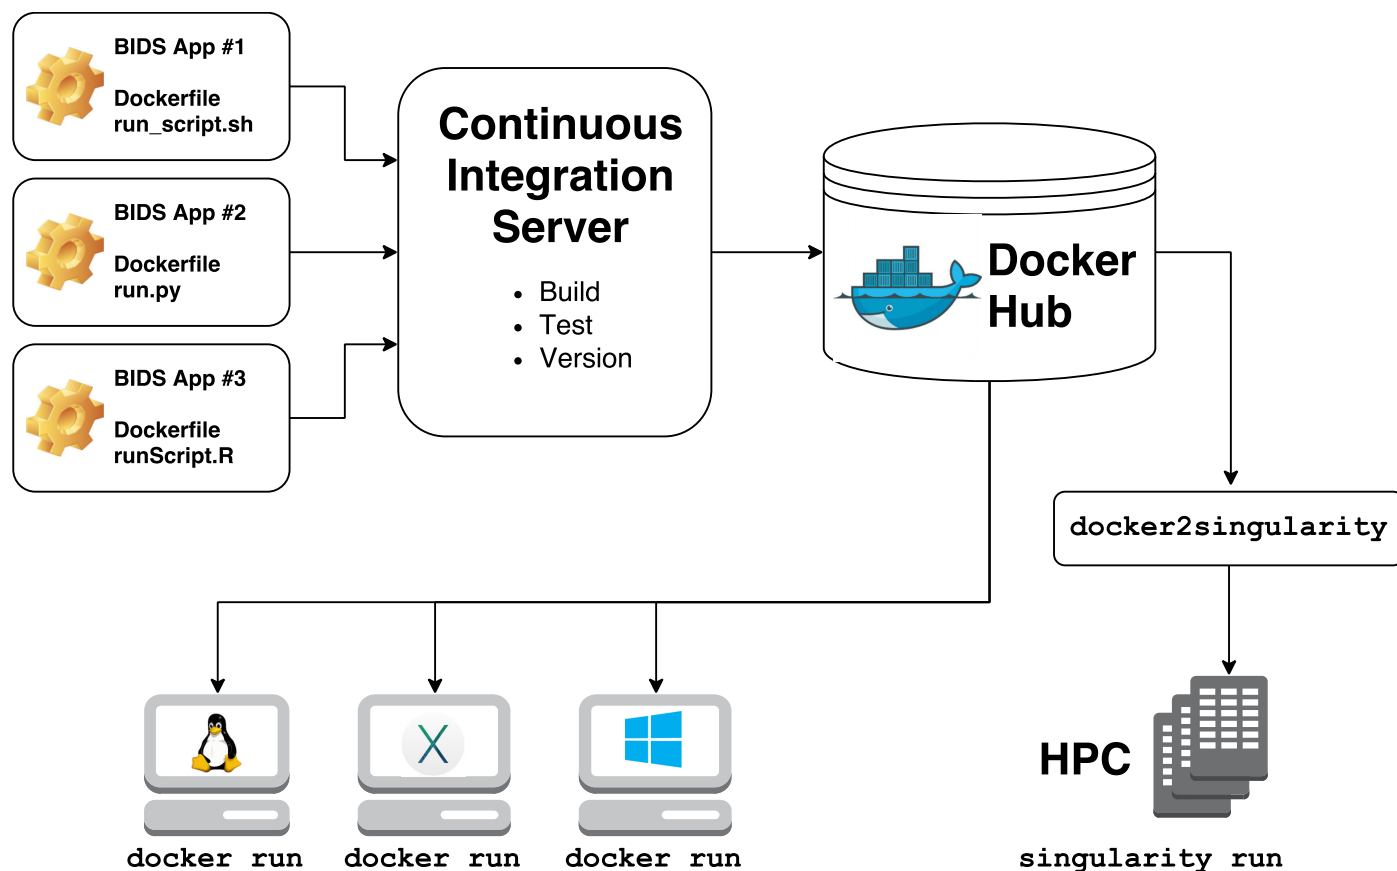 BIDS App #1
Dockerfile
run_script.sh
BIDS App #2
Dockerfile
run.py
BIDS App #3
Dockerfile
runScript.R
Continuous
Integration
Server
• Build
• Test
• Version
Docker
Hub
docker2singularity
X
HPC
docker run
docker run
docker run
singularity run